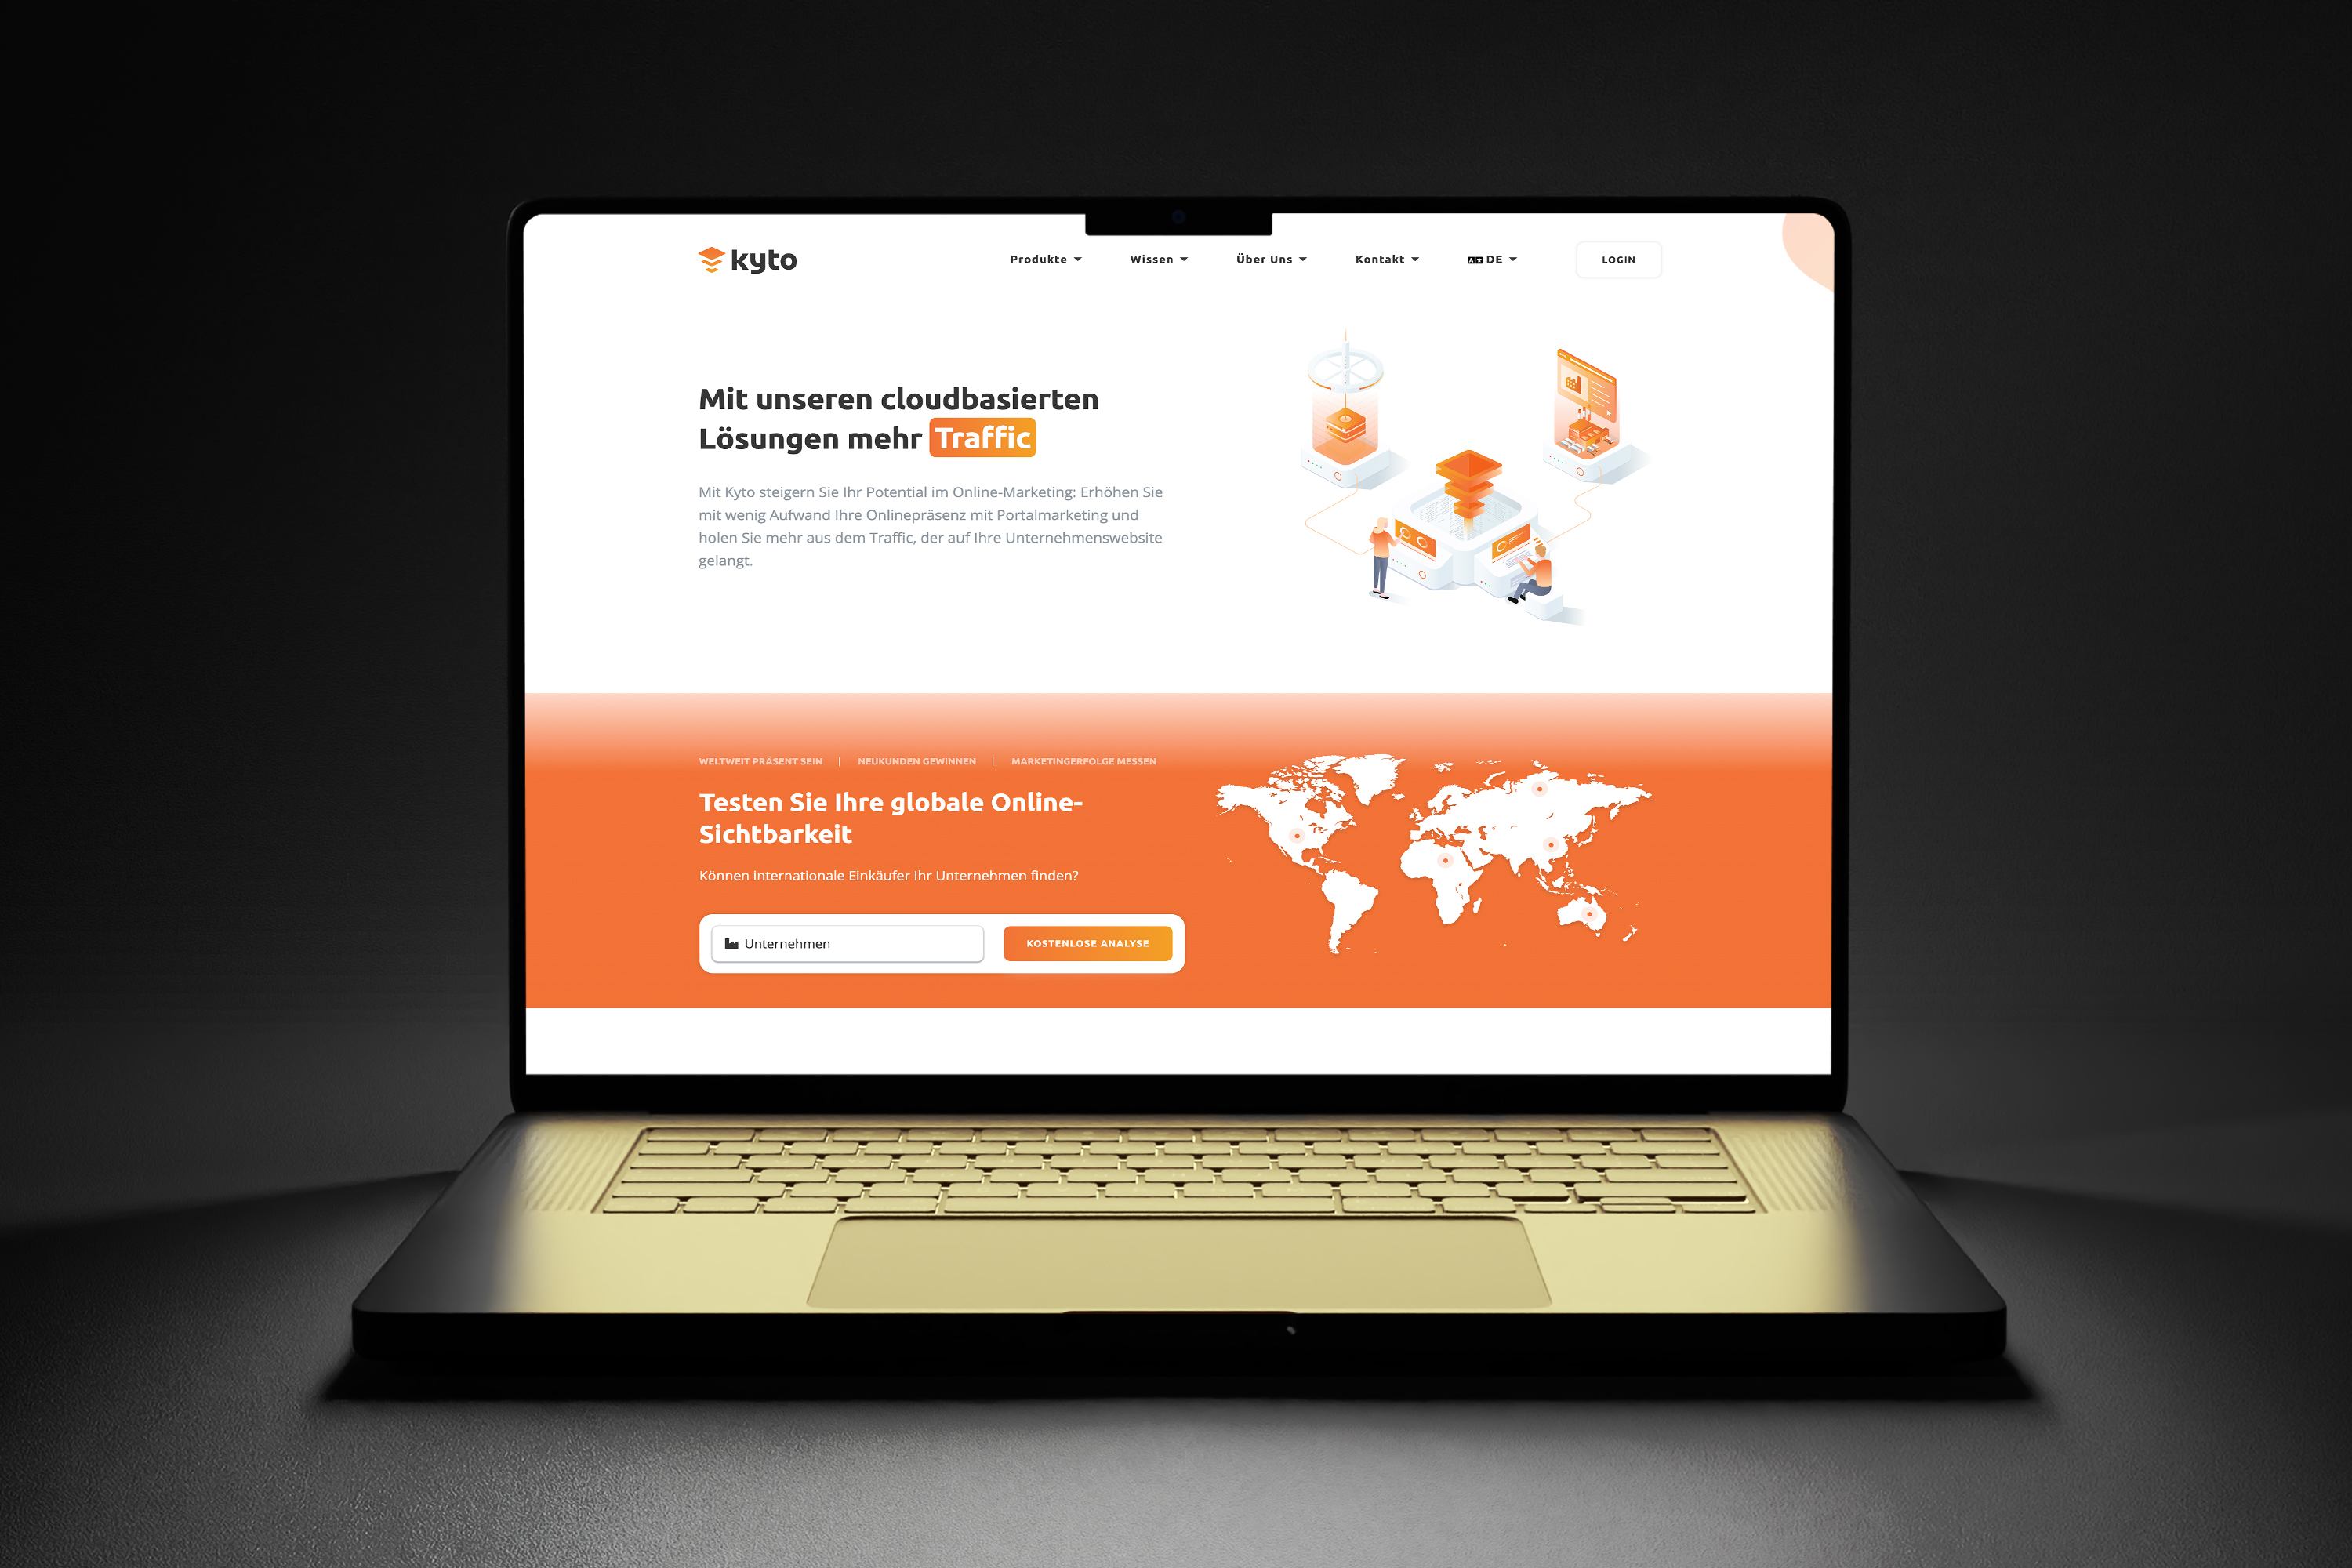 kyto
Produkte
Wissen
Über Uns
Kontakt
DE
LOGIN
Mit unseren cloudbasierten
Lösungen mehr Traffic
Mit Kyto steigern Sie Ihr Potential im Online-Marketing: Erhöhen Sie
mit wenig Aufwand Ihre Onlinepräsenz mit Portalmarketing und
holen Sie mehr aus dem Traffic, der auf Ihre Unternehmenswebsite
gelangt.
WELTWEIT PRÄSENT SEIN | NEUKUNDEN GEWINNEN | MARKETINGERFOLGE MESSEN
Testen Sie Ihre globale Online-
Sichtbarkeit
Können internationale Einkäufer Ihr Unternehmen finden?
Unternehmen
KOSTENLOSE ANALYSE